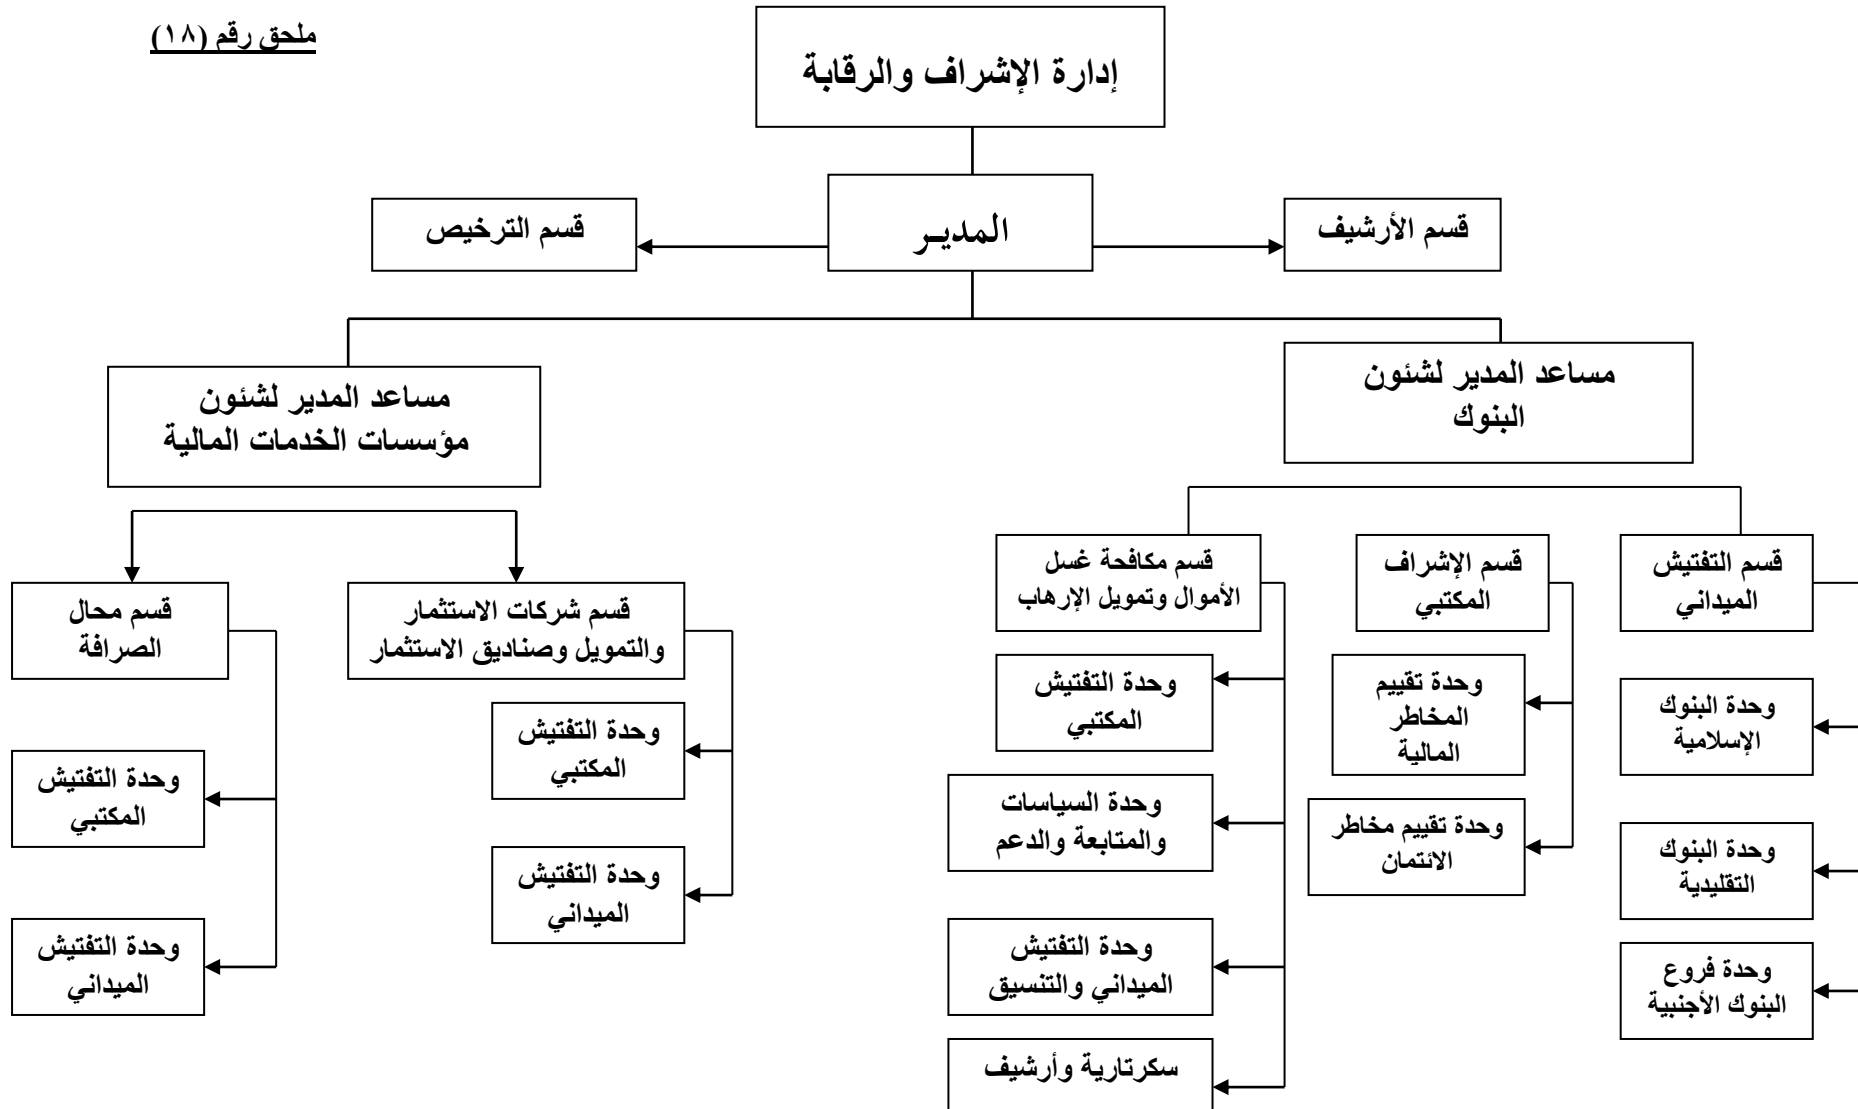 ملحق رقم (١٨)
إدارة الإشراف والرقابة
المديـر
قسم الأرشيف
قسم الترخيص
مساعد المدير لشئون
البنوك
مساعد المدير لشئون
مؤسسات الخدمات المالية
قسم التفتيش
الميداني
وحدة البنوك
الإسلامية
وحدة البنوك
التقليدية
وحدة فروع
البنوك الأجنبية
قسم الإشراف
المكتبي
وحدة تقييم
المخاطر
المالية
وحدة تقييم مخاطر
الائتمان
قسم مكافحة غسل
الأموال وتمويل الإرهاب
وحدة التفتيش
المكتبي
وحدة السياسات
والمتابعة والدعم
وحدة التفتيش
الميداني والتنسيق
سكرتارية وأرشيف
قسم شركات الاستثمار
والتمويل وصناديق الاستثمار
وحدة التفتيش
المكتبي
وحدة التفتيش
الميداني
قسم محال
الصرافة
وحدة التفتيش
المكتبي
وحدة التفتيش
الميداني